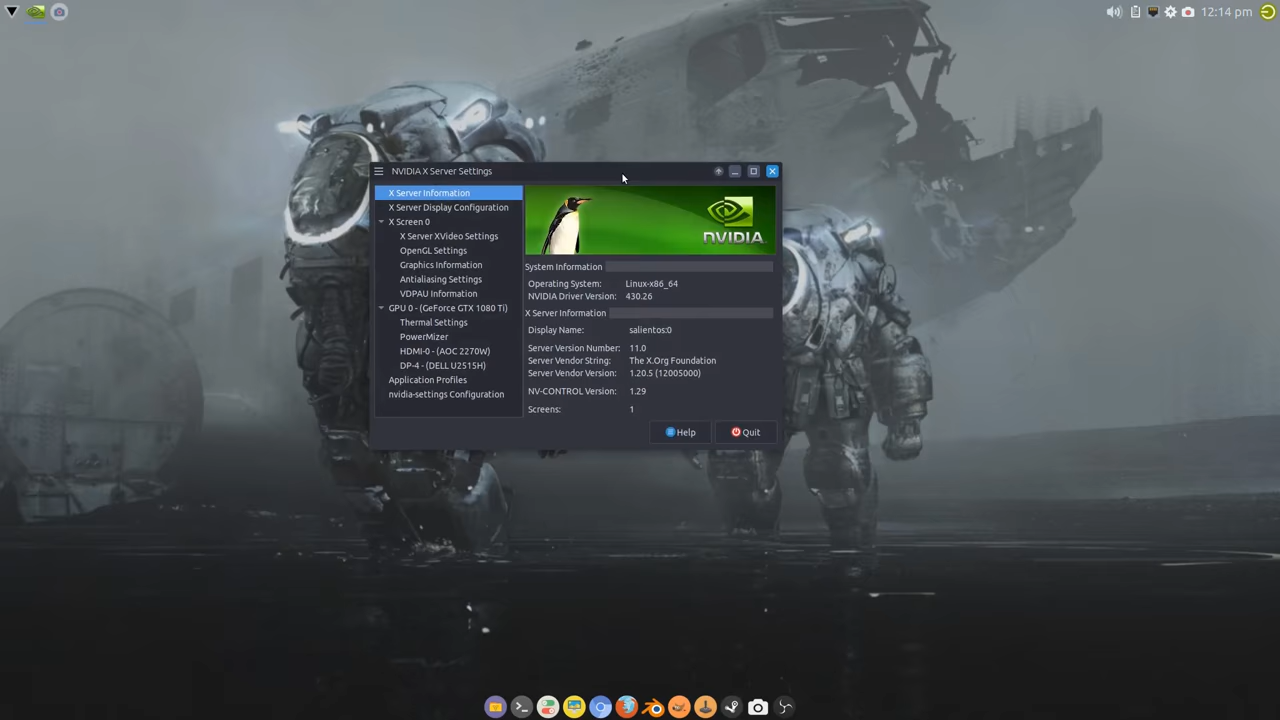 12:14 pm
NVIDIA X Server Settings
X Server Information
X Server Display Configuration
X Screen 0
X Server XVideo Settings
OpenGL Settings
Graphics Information
Antialiasing Settings
VDPAU Information
GPU 0 - (GeForce GTX 1080 Ti)
Thermal Settings
PowerMizer
HDMI-0 - (AOC 2270W)
DP-4 - (DELL U2515H)
Application Profiles
nvidia-settings Configuration
NVIDIA
System Information
Operating System: Linux-x86_64
NVIDIA Driver Version: 430.26
X Server Information
Display Name: salientos:0
Server Version Number: 11.0
Server Vendor String: The X.Org Foundation
Server Vendor Version: 1.20.5 (12005000)
NV-CONTROL Version: 1.29
Screens: 1
Help
Quit